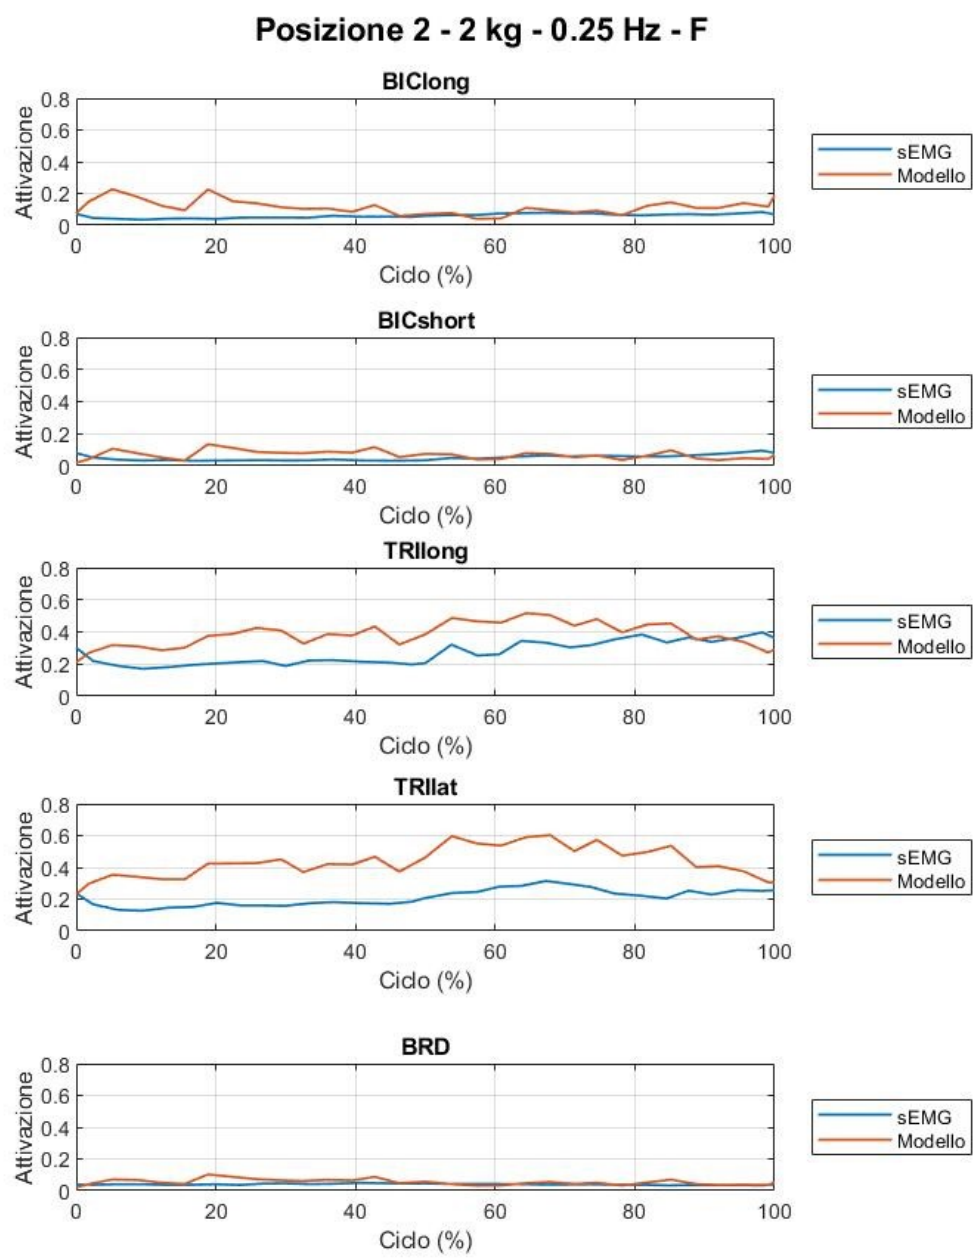 Posizione 2 - 2 kg - 0.25 Hz - F
BIClong
Attivazione
0.8
0.6
0.4
0.2
0
0 20 40 60 80 100
Ciclo (%)
sEMG
Modello
BICshort
Attivazione
0.8
0.6
0.4
0.2
0
0 20 40 60 80 100
Ciclo (%)
sEMG
Modello
TRIlong
Attivazione
0.8
0.6
0.4
0.2
0
0 20 40 60 80 100
Ciclo (%)
sEMG
Modello
TRIlat
Attivazione
0.8
0.6
0.4
0.2
0
0 20 40 60 80 100
Ciclo (%)
sEMG
Modello
BRD
Attivazione
0.8
0.6
0.4
0.2
0
0 20 40 60 80 100
Ciclo (%)
sEMG
Modello